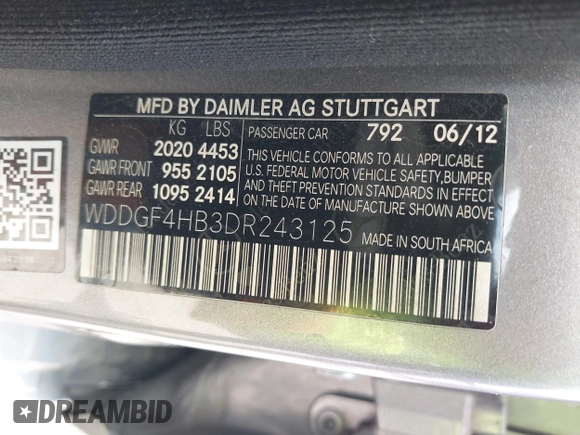 MFD BY DAIMLER AG STUTTGART
KG LBS PASSENGER CAR 792 06/12
GVWR 2020 4453
GAWR FRONT 955 2105
GAWR REAR 1095 2414
THIS VEHICLE CONFORMS TO ALL APPLICABLE
U.S. FEDERAL MOTOR VEHICLE SAFETY,BUMPER
AND THEFT PREVENTION STANDARDS IN EFFECT
ON THE DATE OF MANUFACTURE SHOWN ABOVE
WDDGF4HB3DR243125 MADE IN SOUTH AFRICA
DREAMBID